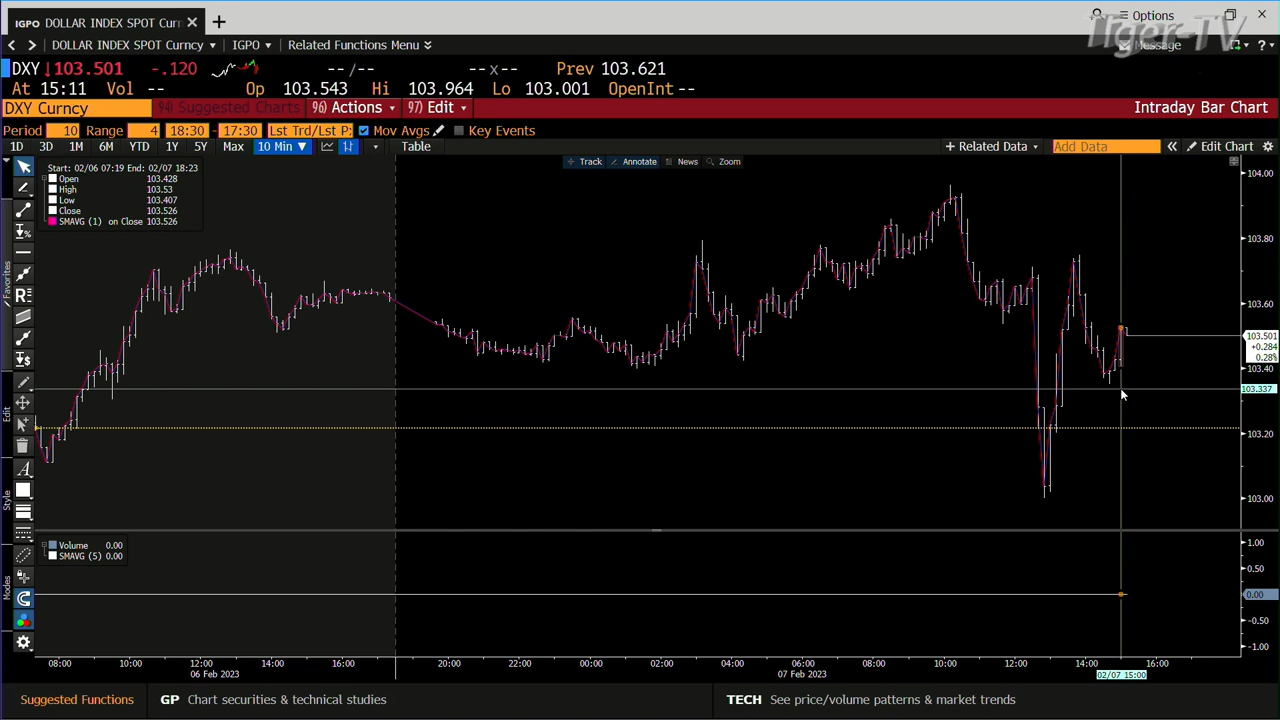 IGPO DOLLAR INDEX SPOT Curr × +
Options
Tiger-TV
DOLLAR INDEX SPOT Curncy IGPO Related Functions Menu
Message
DXY ↓103.501 -.120 --/-- --x-- Prev 103.621
At 15:11 Vol -- Op 103.543 Hi 103.964 Lo 103.001 OpenInt --
DXY Curncy 94) Suggested Charts 96) Actions 97) Edit Intraday Bar Chart
Period 10 Range 4 18:30 - 17:30 Lst Trd/Lst P: Mov Avgs Key Events
1D 3D 1M 6M YTD 1Y 5Y Max 10 Min ▼ Table + Related Data Add Data « Edit Chart
Track Annotate News Zoom
Start: 02/06 07:19 End: 02/07 18:23
Open 103.428
High 103.53
Low 103.407
Close 103.526
SMAVG (1) on Close 103.526
Favorites
Edit
Style
Modes
104.00
103.80
103.60
103.501
+0.284
0.28%
103.40
103.337
103.20
103.00
Volume 0.00
SMAVG (5) 0.00
1.00
0.50
0.00
-0.50
-1.00
08:00 10:00 12:00 14:00 16:00 20:00 22:00 00:00 02:00 04:00 06:00 08:00 10:00 12:00 14:00 16:00
06 Feb 2023 07 Feb 2023 02/07 15:00
Suggested Functions GP Chart securities & technical studies TECH See price/volume patterns & market trends